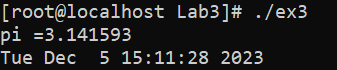 [root@localhost Lab3]# ./ex3
pi =3.141593
Tue Dec  5 15:11:28 2023